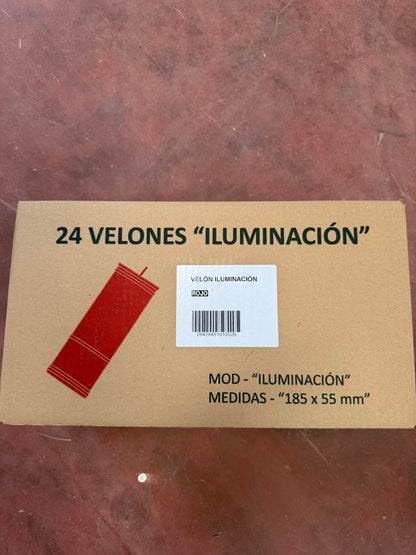 24 VELONES “ILUMINACIÓN”
VELÓN ILUMINACIÓN
ROJO
MOD - “ILUMINACIÓN”
MEDIDAS - “185 x 55 mm”